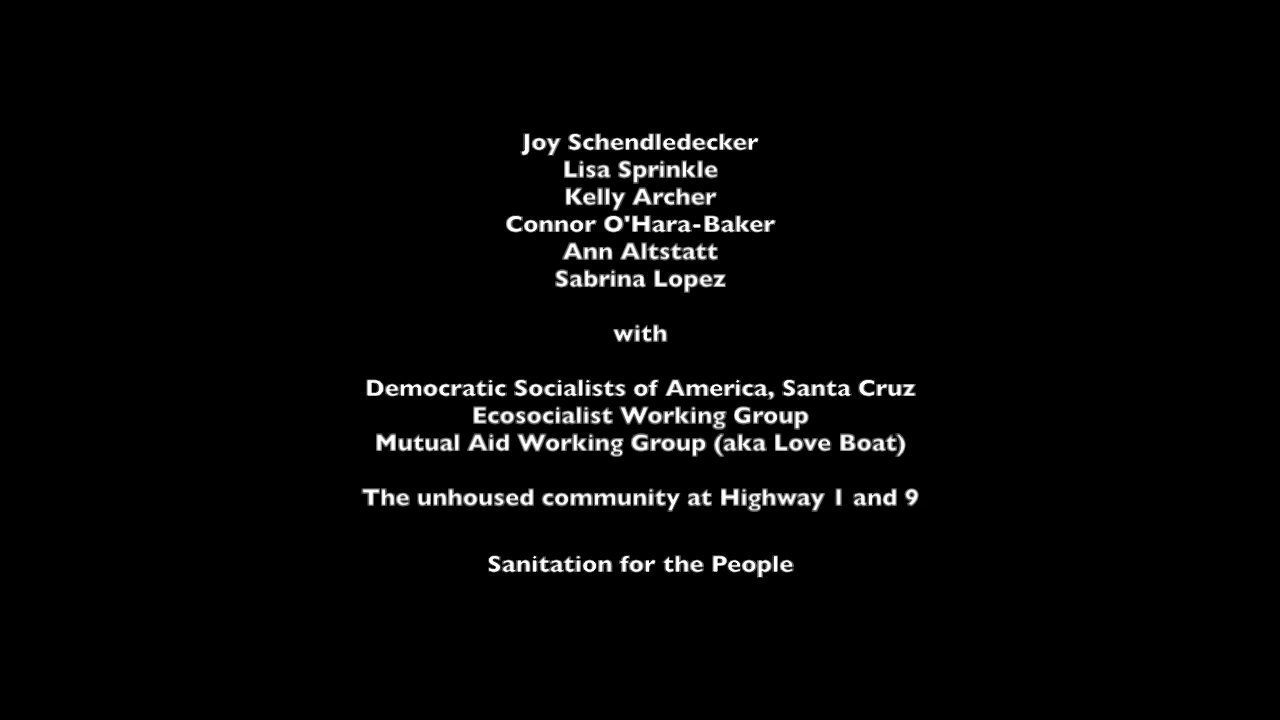 Joy Schendledecker
Lisa Sprinkle
Kelly Archer
Connor O'Hara-Baker
Ann Altstatt
Sabrina Lopez
with
Democratic Socialists of America, Santa Cruz
Ecosocialist Working Group
Mutual Aid Working Group (aka Love Boat)
The unhoused community at Highway 1 and 9
Sanitation for the People